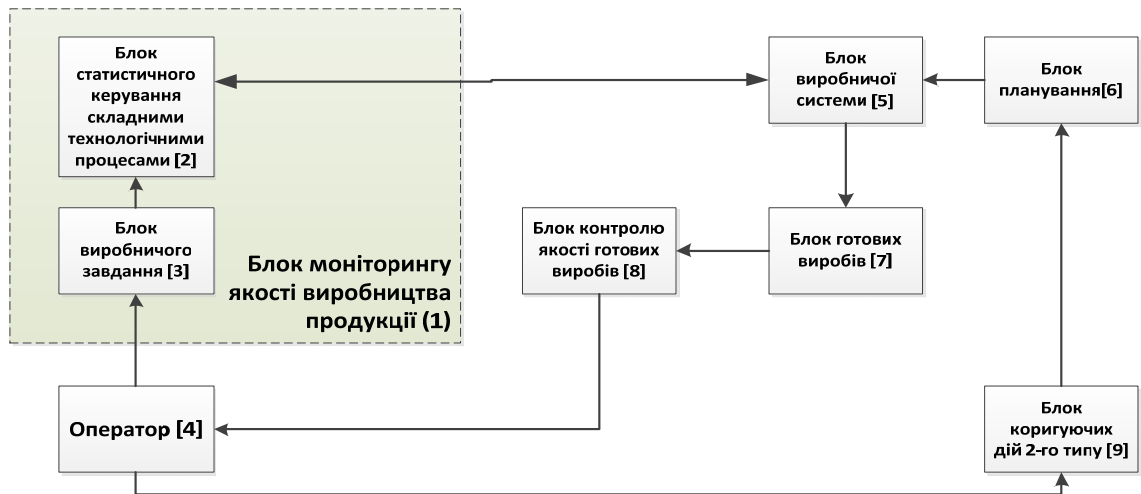 Блок
статистичного
керування
складними
технологічними
процесами [2]
Блок
виробничої
системи [5]
Блок
планування[6]
Блок
виробничого
завдання [3]
Блок моніторингу
якості виробництва
продукції (1)
Блок контролю
якості готових
виробів [8]
Блок готових
виробів [7]
Оператор [4]
Блок
коригуючих
дій 2-го типу [9]